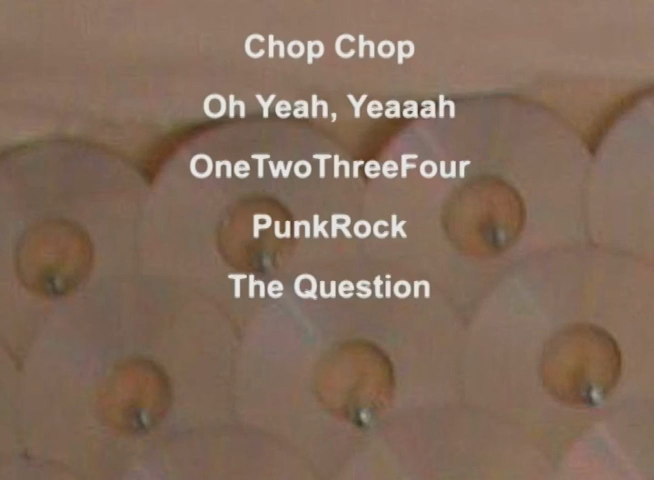 Chop Chop
Oh Yeah, Yeaaah
OneTwoThreeFour
PunkRock
The Question